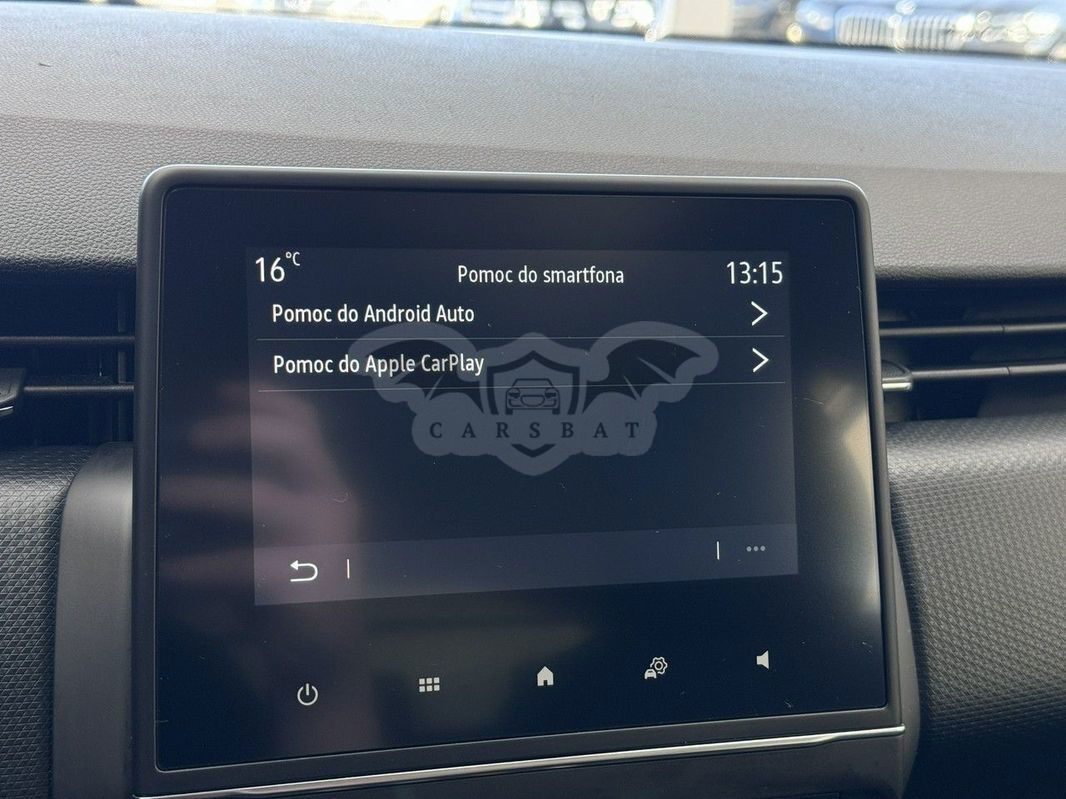 16°C
Pomoc do smartfona
13:15
Pomoc do Android Auto
Pomoc do Apple CarPlay
CARSBAT